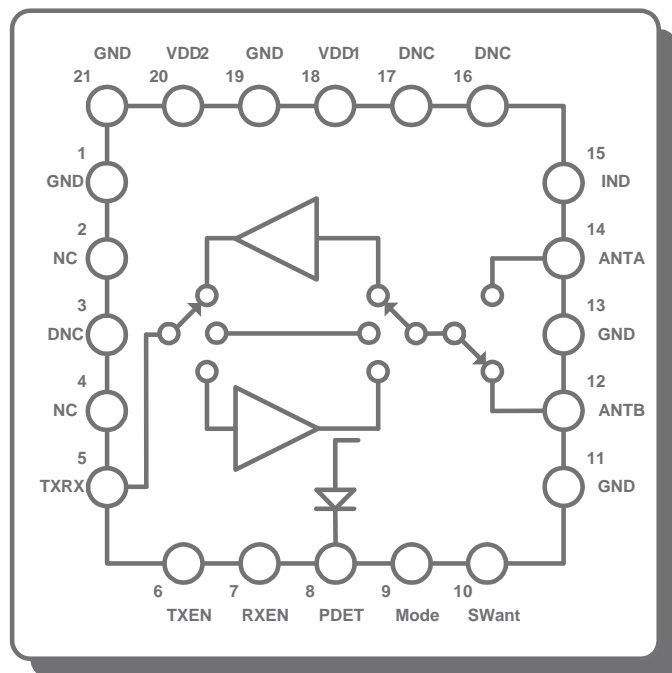 GND VDD2 GND VDD1 DNC DNC
21 20 19 18 17 16
1
GND
2
NC
3
DNC
4
NC
5
TXRX
15
IND
14
ANTA
13
GND
12
ANTB
11
GND
6 7 8 9 10
TXEN RXEN PDET Mode SWant